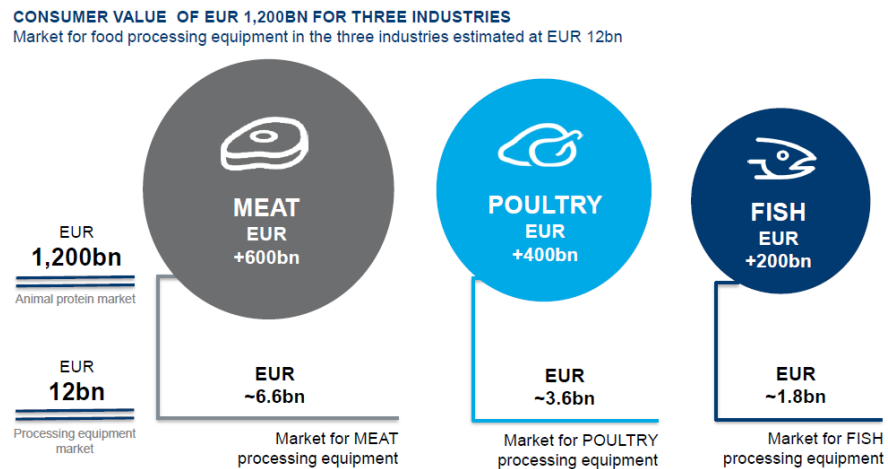 CONSUMER VALUE OF EUR 1,200BN FOR THREE INDUSTRIES
Market for food processing equipment in the three industries estimated at EUR 12bn
MEAT
EUR
+600bn
POULTRY
EUR
+400bn
FISH
EUR
+200bn
EUR
1,200bn
Animal protein market
EUR
12bn
Processing equipment
market
EUR
~6.6bn
Market for MEAT
processing equipment
EUR
~3.6bn
Market for POULTRY
processing equipment
EUR
~1.8bn
Market for FISH
processing equipment